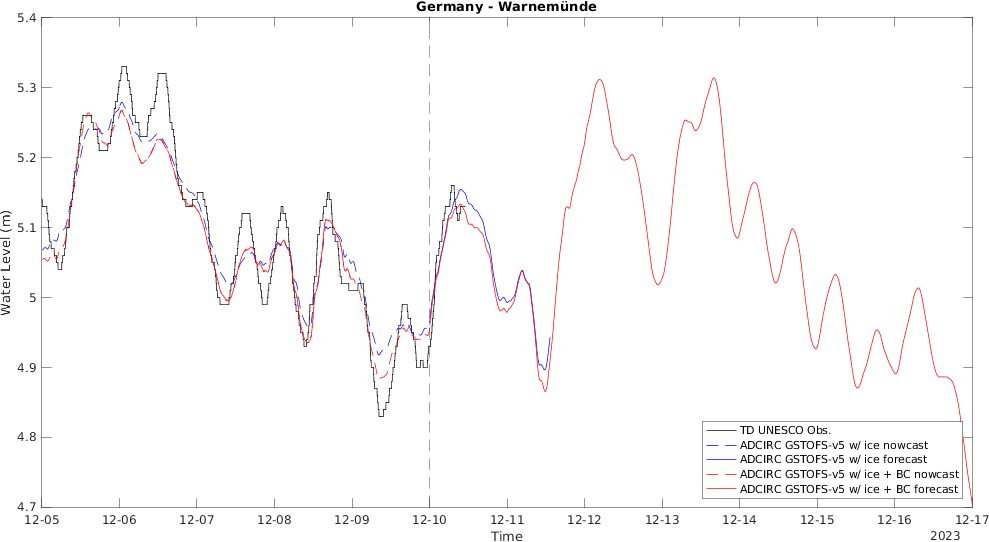 Germany - Warnemünde
5.4
5.3
5.2
5.1
5
4.9
4.8
4.7
Water Level (m)
12-05
12-06
12-07
12-08
12-09
12-10
12-11
12-12
12-13
12-14
12-15
12-16
12-17
Time
2023
TD UNESCO Obs.
ADCIRC GSTOFS-v5 w/ ice nowcast
ADCIRC GSTOFS-v5 w/ ice forecast
ADCIRC GSTOFS-v5 w/ ice + BC nowcast
ADCIRC GSTOFS-v5 w/ ice + BC forecast